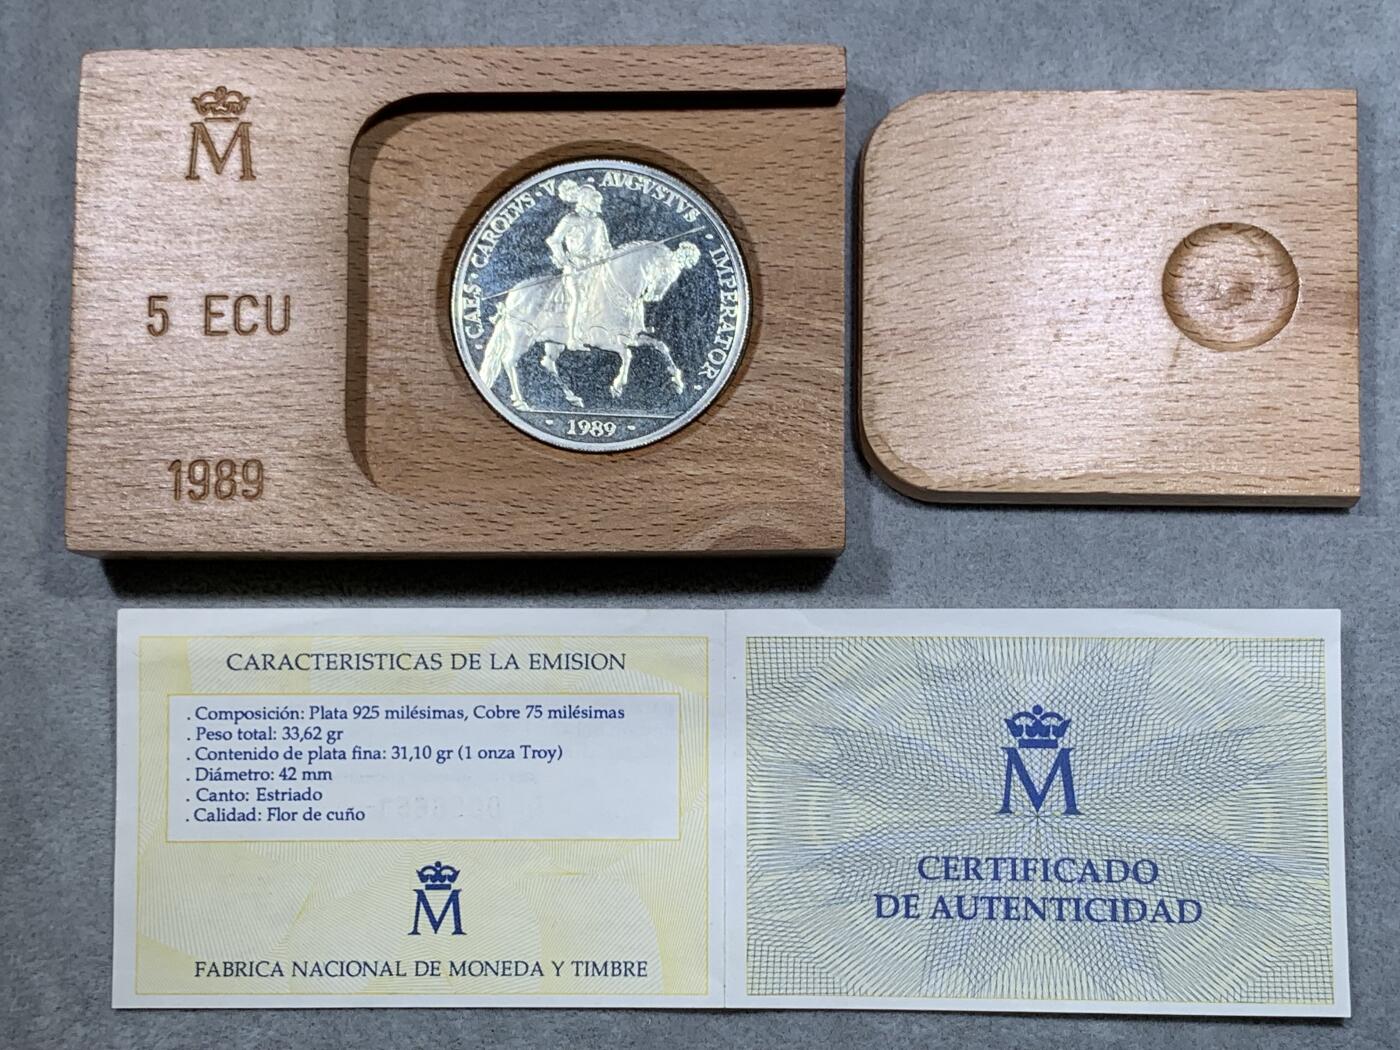 M
5 ECU
1989
· CAES · CAROLVS · V · AVGVSTVS · IMPERATOR ·
- 1989 -
CARACTERISTICAS DE LA EMISION
. Composición: Plata 925 milésimas, Cobre 75 milésimas
. Peso total: 33,62 gr
. Contenido de plata fina: 31,10 gr (1 onza Troy)
. Diámetro: 42 mm
. Canto: Estriado
. Calidad: Flor de cuño
M
FABRICA NACIONAL DE MONEDA Y TIMBRE
M
CERTIFICADO
DE AUTENTICIDAD